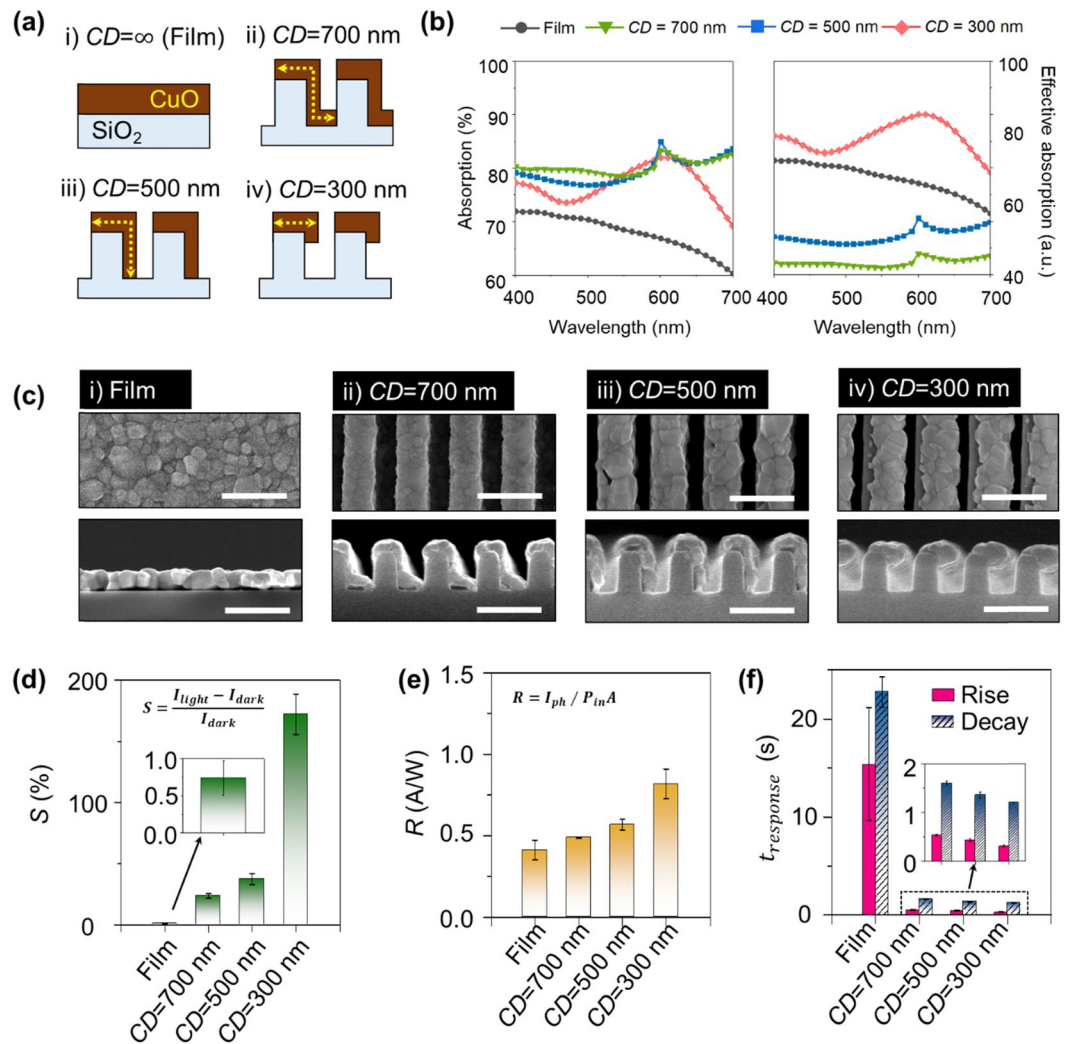 (a)
i) CD=∞ (Film)
CuO
SiO₂
ii) CD=700 nm
iii) CD=500 nm
iv) CD=300 nm
(b)
Film
CD = 700 nm
CD = 500 nm
CD = 300 nm
Absorption (%)
100
90
80
70
60
400
500
600
700
Wavelength (nm)
400
500
600
700
Wavelength (nm)
100
80
60
40
Effective absorption (a.u.)
(c)
i) Film
ii) CD=700 nm
iii) CD=500 nm
iv) CD=300 nm
(d)
S (%)
200
100
0
S = (I_light − I_dark) / I_dark
1.0
0.5
0.0
Film
CD=700 nm
CD=500 nm
CD=300 nm
(e)
R (A/W)
1.5
1.0
0.5
0.0
R = I_ph / P_in A
Film
CD=700 nm
CD=500 nm
CD=300 nm
(f)
t_response (s)
20
10
0
Rise
Decay
2
1
0
Film
CD=700 nm
CD=500 nm
CD=300 nm